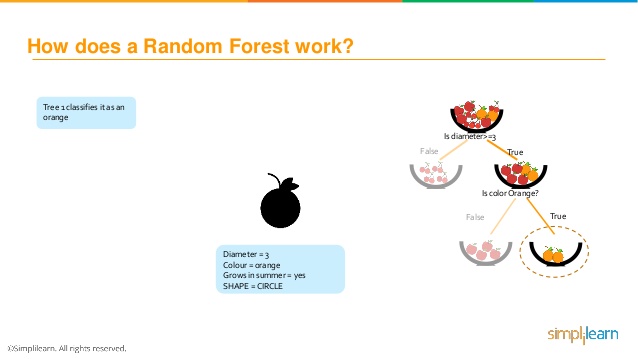 How does a Random Forest work?
Tree 1 classifies it as an
orange
Is diameter>=3
False
True
Is color Orange?
False
True
Diameter = 3
Colour = orange
Grows in summer = yes
SHAPE = CIRCLE
simplilearn
©Simplilearn. All rights reserved.